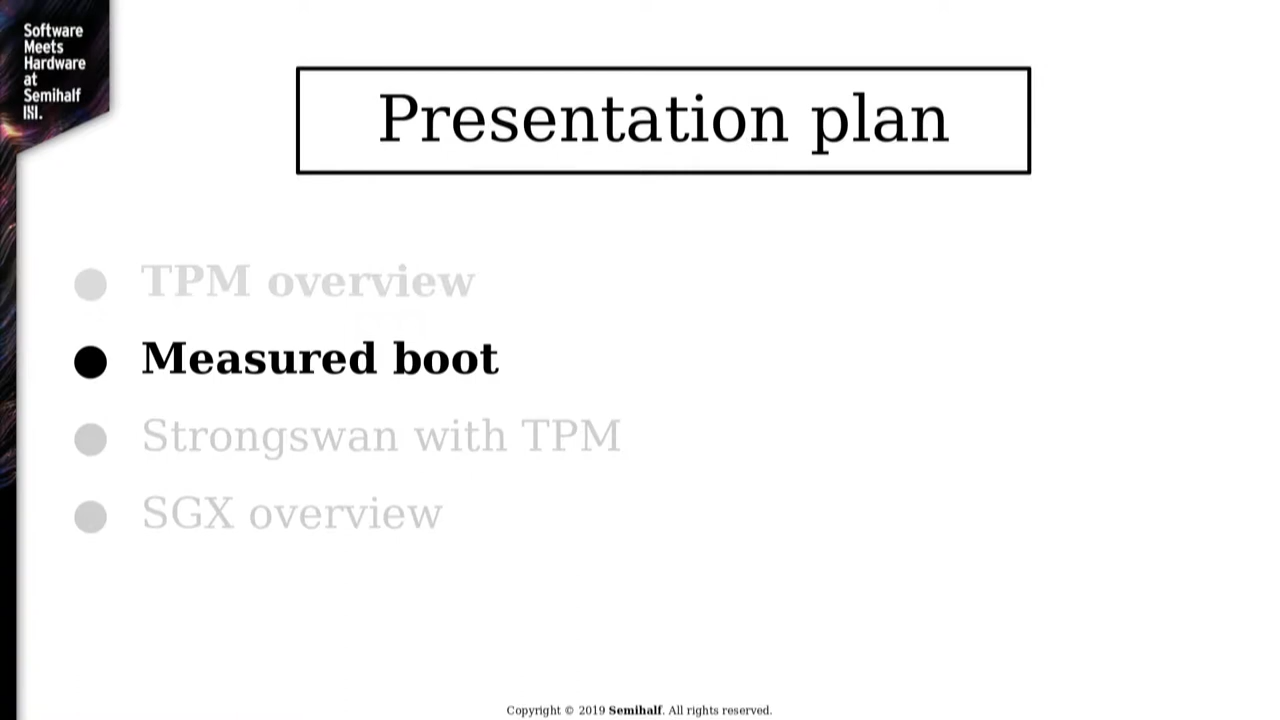 Software
Meets
Hardware
at
Semihalf
Presentation plan
TPM overview
Measured boot
Strongswan with TPM
SGX overview
Copyright © 2019 Semihalf. All rights reserved.